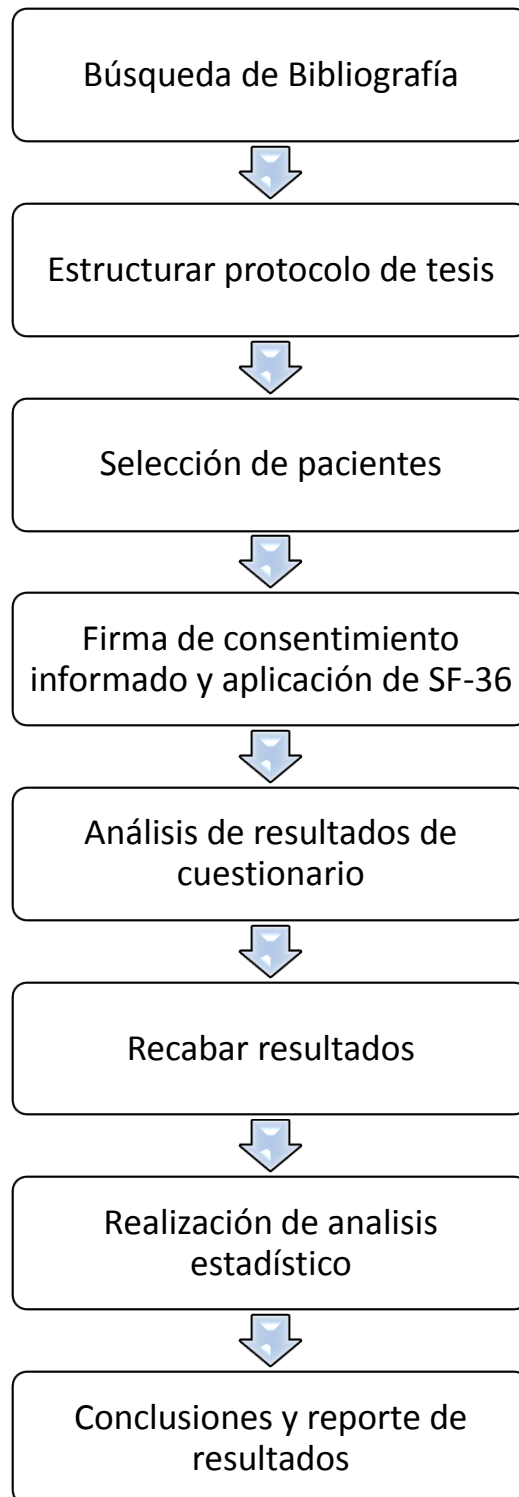 Búsqueda de Bibliografía
Estructurar protocolo de tesis
Selección de pacientes
Firma de consentimiento
informado y aplicación de SF-36
Análisis de resultados de
cuestionario
Recabar resultados
Realización de analisis
estadístico
Conclusiones y reporte de
resultados